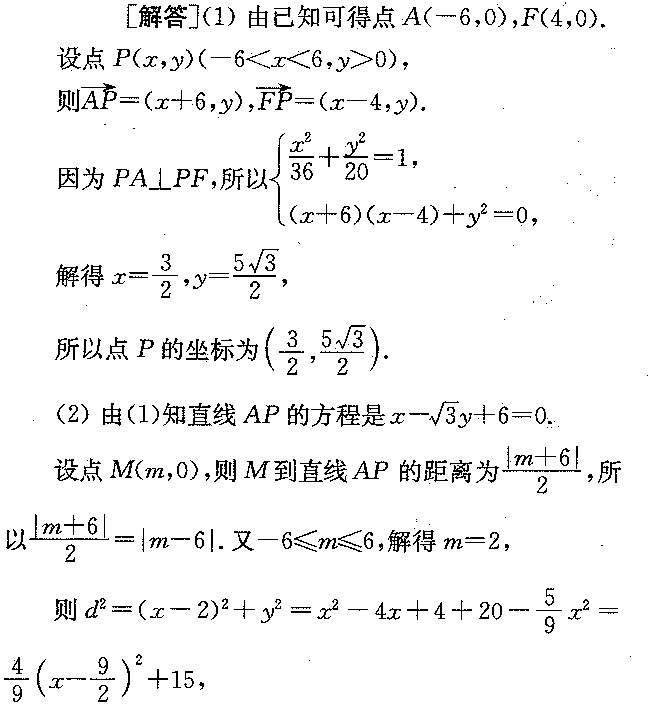 [解答](1) 由已知可得点 A(-6,0),F(4,0).
设点 P(x,y)(-6<x<6,y>0),
则$\overrightarrow{AP}$=(x+6,y),$\overrightarrow{FP}$=(x-4,y).
因为 PA⊥PF,所以$\begin{cases}\frac{x^2}{36}+\frac{y^2}{20}=1,\\(x+6)(x-4)+y^2=0,\end{cases}$
解得 $x=\frac{3}{2},y=\frac{5\sqrt{3}}{2}$,
所以点 P 的坐标为$\left(\frac{3}{2},\frac{5\sqrt{3}}{2}\right)$.
(2) 由(1)知直线 AP 的方程是 $x-\sqrt{3}y+6=0$.
设点 M(m,0),则 M 到直线 AP 的距离为$\frac{|m+6|}{2}$,所
以$\frac{|m+6|}{2}=|m-6|$. 又-6≤m≤6,解得 m=2,
则 $d^2=(x-2)^2+y^2=x^2-4x+4+20-\frac{5}{9}x^2=$
$\frac{4}{9}\left(x-\frac{9}{2}\right)^2+15$,